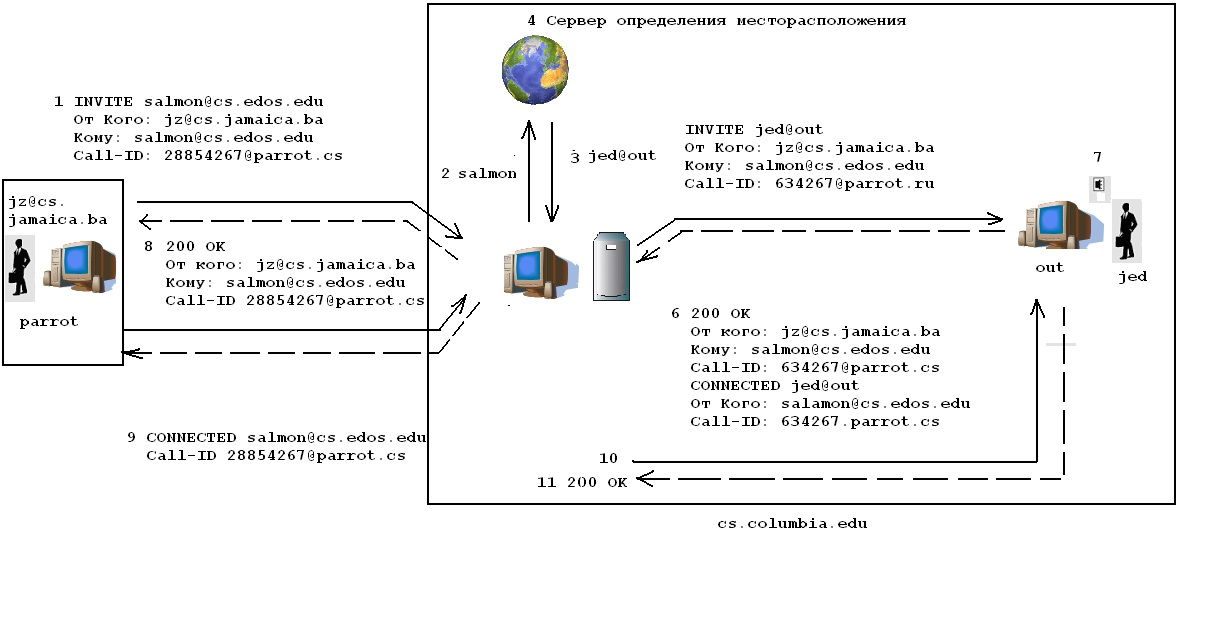 4 Сервер определения месторасположения
1 INVITE salmon@cs.edos.edu
От Кого: jz@cs.jamaica.ba
Кому: salmon@cs.edos.edu
Call-ID: 28854267@parrot.cs
2 salmon
3 jed@out
INVITE jed@out
От Кого: jz@cs.jamaica.ba
Кому: salmon@cs.edos.edu
Call-ID: 634267@parrot.ru
7
jz@cs.
jamaica.ba
parrot
8 200 OK
От кого: jz@cs.jamaica.ba
Кому: salmon@cs.edos.edu
Call-ID 28854267@parrot.cs
out
jed
6 200 OK
От кого: jz@cs.jamaica.ba
Кому: salmon@cs.edos.edu
Call-ID: 634267@parrot.cs
CONNECTED jed@out
От Кого: salamon@cs.edos.edu
Call-ID: 634267.parrot.cs
9 CONNECTED salmon@cs.edos.edu
Call-ID 28854267@parrot.cs
10
11 200 OK
cs.columbia.edu